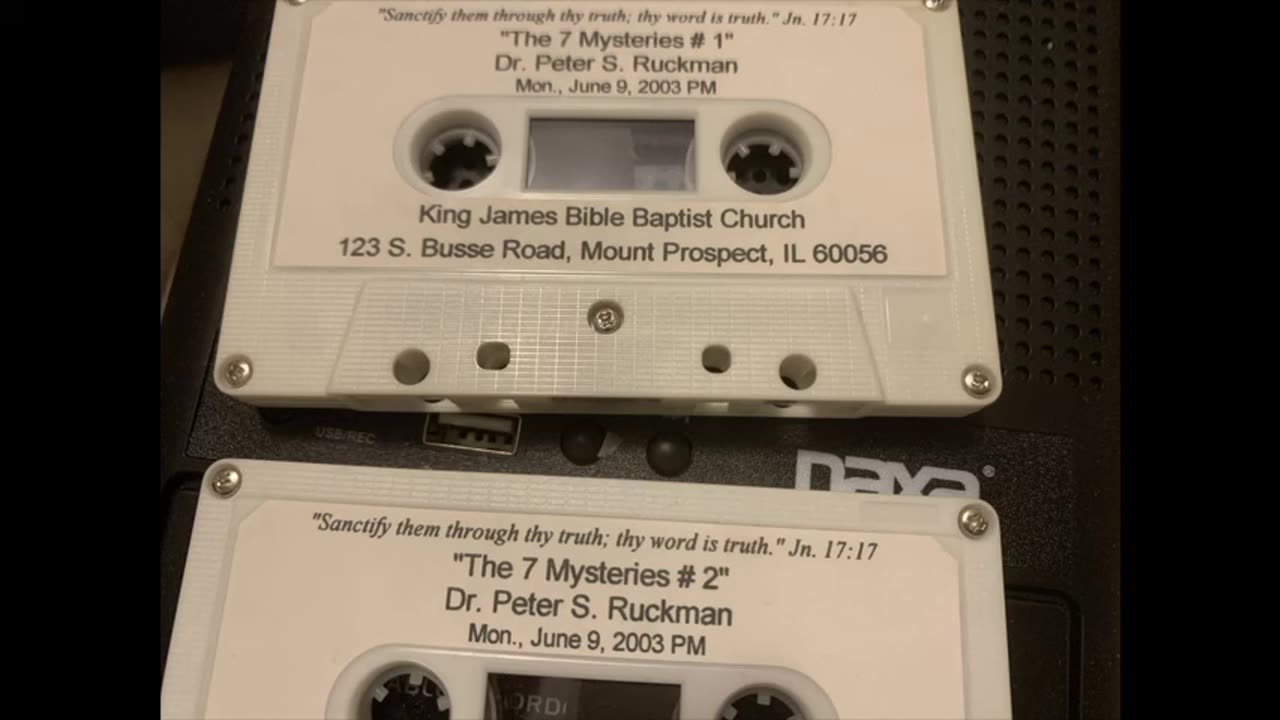 "Sanctify them through thy truth; thy word is truth." Jn. 17:17
"The 7 Mysteries # 1"
Dr. Peter S. Ruckman
Mon., June 9, 2003 PM
King James Bible Baptist Church
123 S. Busse Road, Mount Prospect, IL 60056
USB/REC
naxa
"Sanctify them through thy truth; thy word is truth." Jn. 17:17
"The 7 Mysteries # 2"
Dr. Peter S. Ruckman
Mon., June 9, 2003 PM